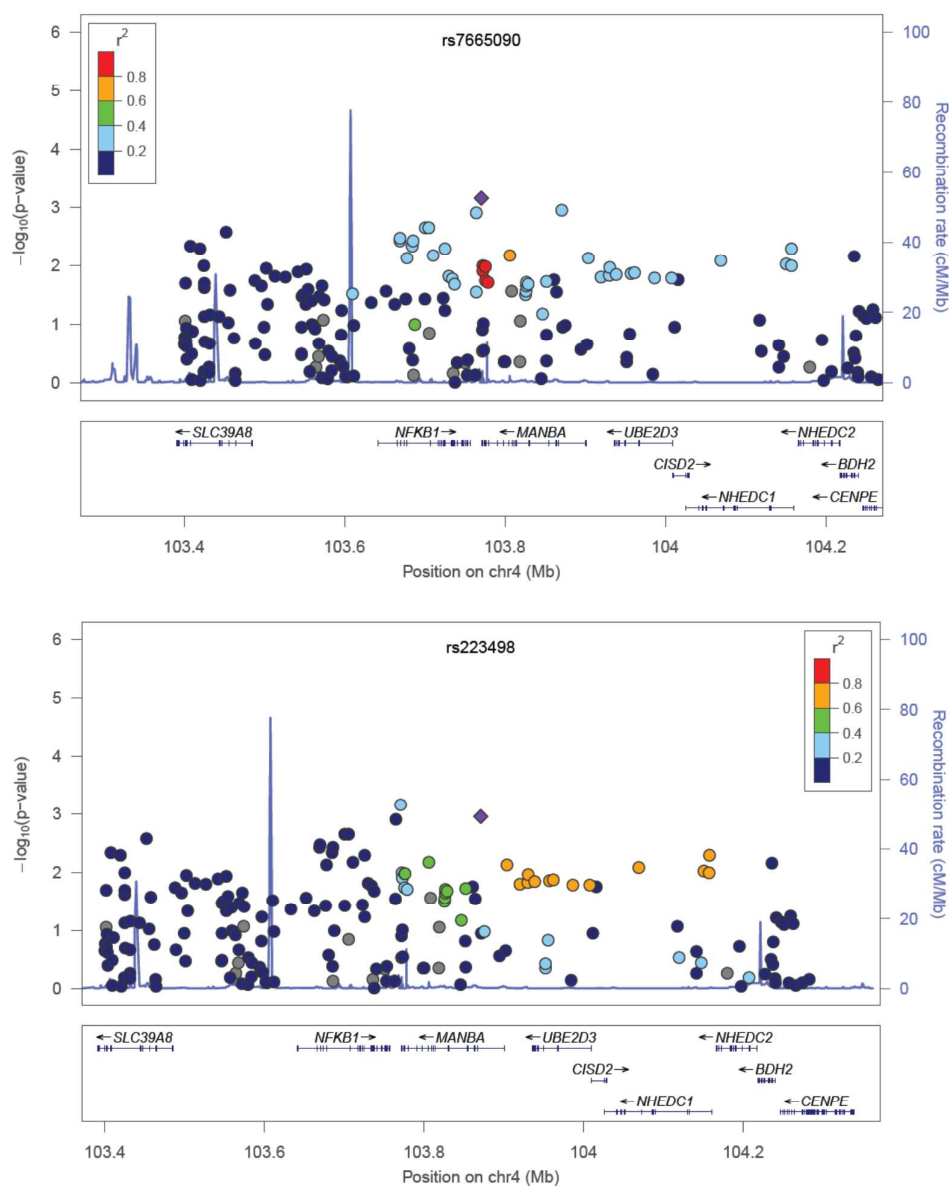 rs7665090
r²
0.8
0.6
0.4
0.2
6
5
4
3
2
1
0
−log₁₀(p−value)
100
80
60
40
20
0
Recombination rate (cM/Mb)
←SLC39A8 NFKB1→ ←MANBA ←UBE2D3 ←NHEDC2
CISD2→ ←BDH2
←NHEDC1 ←CENPE
103.4 103.6 103.8 104 104.2
Position on chr4 (Mb)
rs223498
r²
0.8
0.6
0.4
0.2
6
5
4
3
2
1
0
−log₁₀(p−value)
100
80
60
40
20
0
Recombination rate (cM/Mb)
←SLC39A8 NFKB1→ ←MANBA ←UBE2D3 ←NHEDC2
CISD2→ ←BDH2
←NHEDC1 ←CENPE
103.4 103.6 103.8 104 104.2
Position on chr4 (Mb)